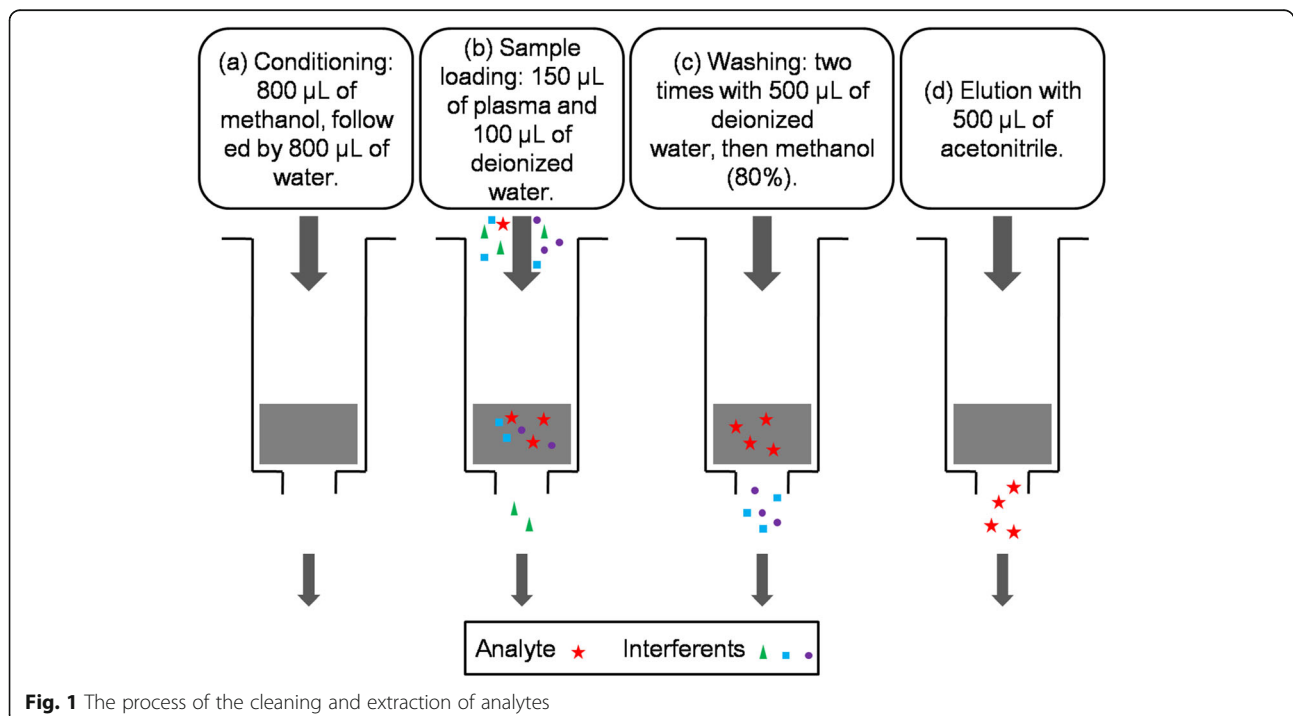 (a) Conditioning:
800 µL of
methanol, follow
ed by 800 µL of
water.
(b) Sample
loading: 150 µL
of plasma and
100 µL of
deionized
water.
(c) Washing: two
times with 500 µL of
deionized
water, then methanol
(80%).
(d) Elution with
500 µL of
acetonitrile.
Analyte Interferents
Fig. 1 The process of the cleaning and extraction of analytes